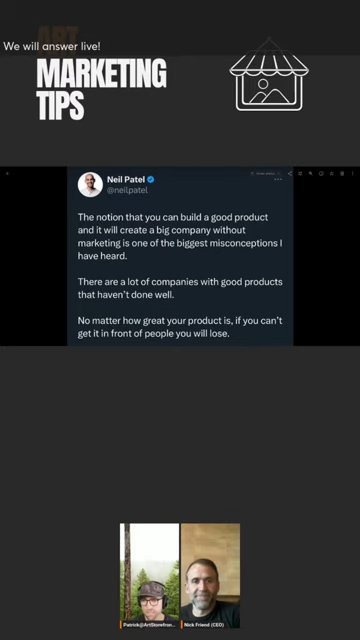 We will answer live!
ART
MARKETING
TIPS
Neil Patel
@neilpatel
The notion that you can build a good product
and it will create a big company without
marketing is one of the biggest misconceptions I
have heard.
There are a lot of companies with good products
that haven't done well.
No matter how great your product is, if you can't
get it in front of people you will lose.
Patrick@ArtStorefron...
Nick Friend (CEO)